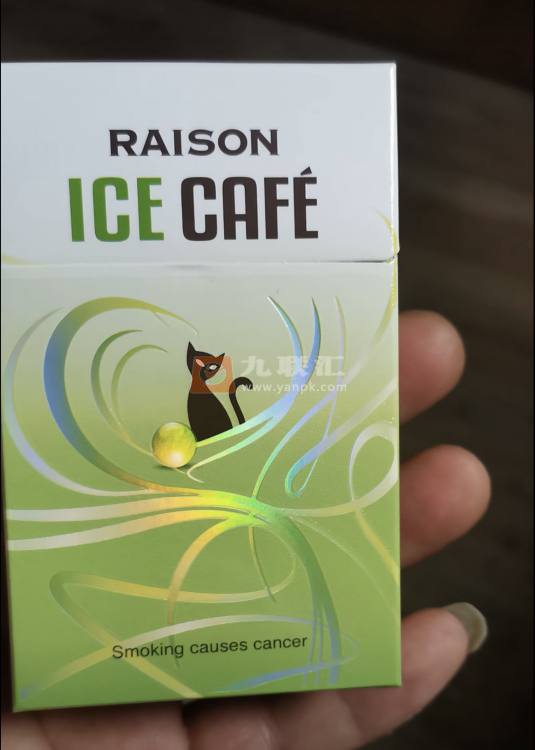 RAISON
ICE CAFÉ
九联汇
www.yanpk.com
Smoking causes cancer